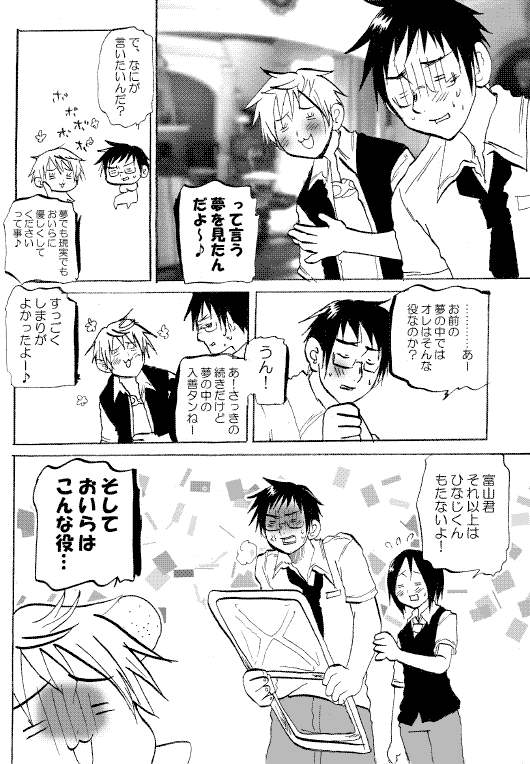 って言う
夢を見たん
だよ～♪
で、なにが
言いたいんだ？
ポポポポ
夢でも現実でも
おいらに
優しくして
くださいって事♪
…………あー
お前の
夢の中では
オレはそんな
役なのか？
うん！
あ！さっきの
続きだけど
夢の中の
入善タンねー
すっごく
しまりが
よかったよー♪
富山君
それ以上は
ひなじくん
もたないよ！
そして
おいらは
こんな役…